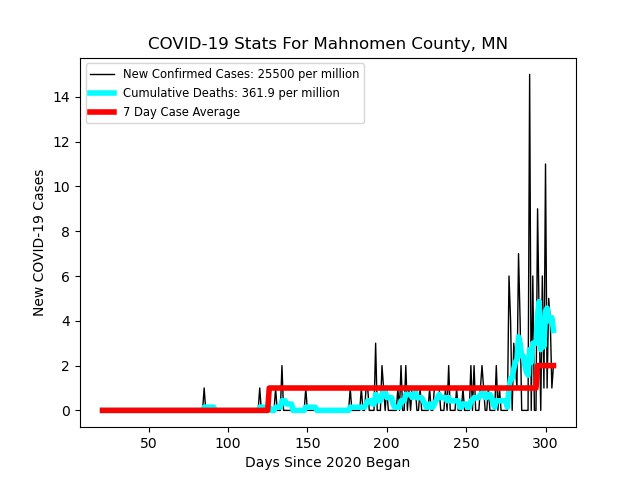 COVID-19 Stats For Mahnomen County, MN
New Confirmed Cases: 25500 per million
Cumulative Deaths: 361.9 per million
7 Day Case Average
New COVID-19 Cases
14
12
10
8
6
4
2
0
50 100 150 200 250 300
Days Since 2020 Began